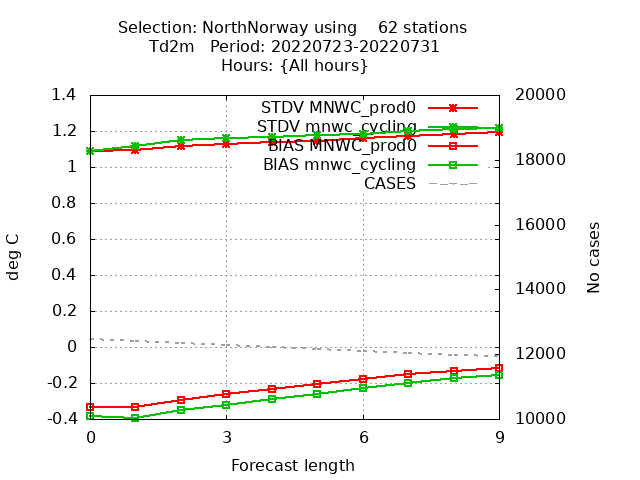 Selection: NorthNorway using    62 stations
Td2m   Period: 20220723-20220731
Hours: {All hours}
STDV MNWC_prod0
STDV mnwc_cycling
BIAS MNWC_prod0
BIAS mnwc_cycling
CASES
1.4
1.2
1
0.8
0.6
0.4
0.2
0
-0.2
-0.4
deg C
20000
18000
16000
14000
12000
10000
No cases
0 3 6 9
Forecast length